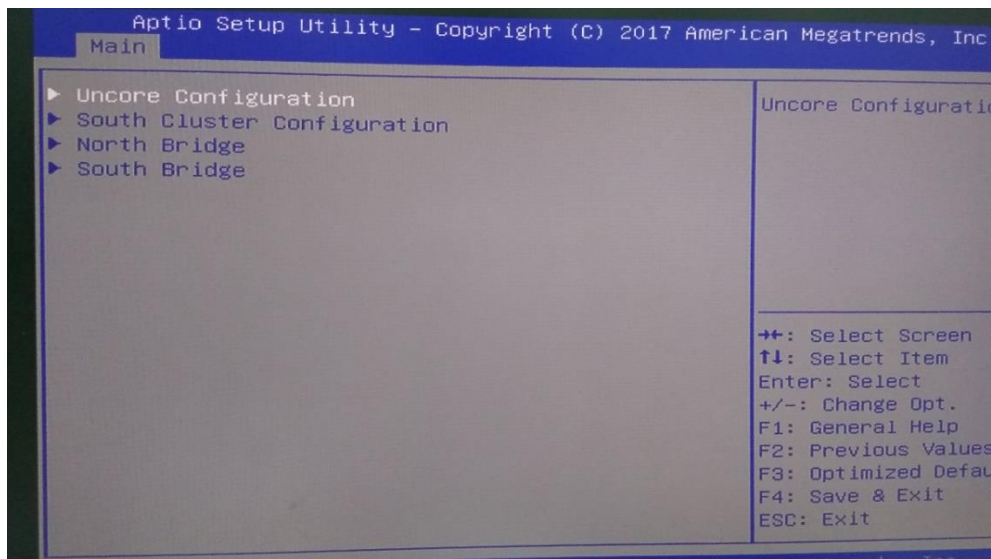 Aptio Setup Utility – Copyright (C) 2017 American Megatrends, Inc
Main
▶ Uncore Configuration
▶ South Cluster Configuration
▶ North Bridge
▶ South Bridge
Uncore Configuratio
→←: Select Screen
↑↓: Select Item
Enter: Select
+/-: Change Opt.
F1: General Help
F2: Previous Values
F3: Optimized Defau
F4: Save & Exit
ESC: Exit